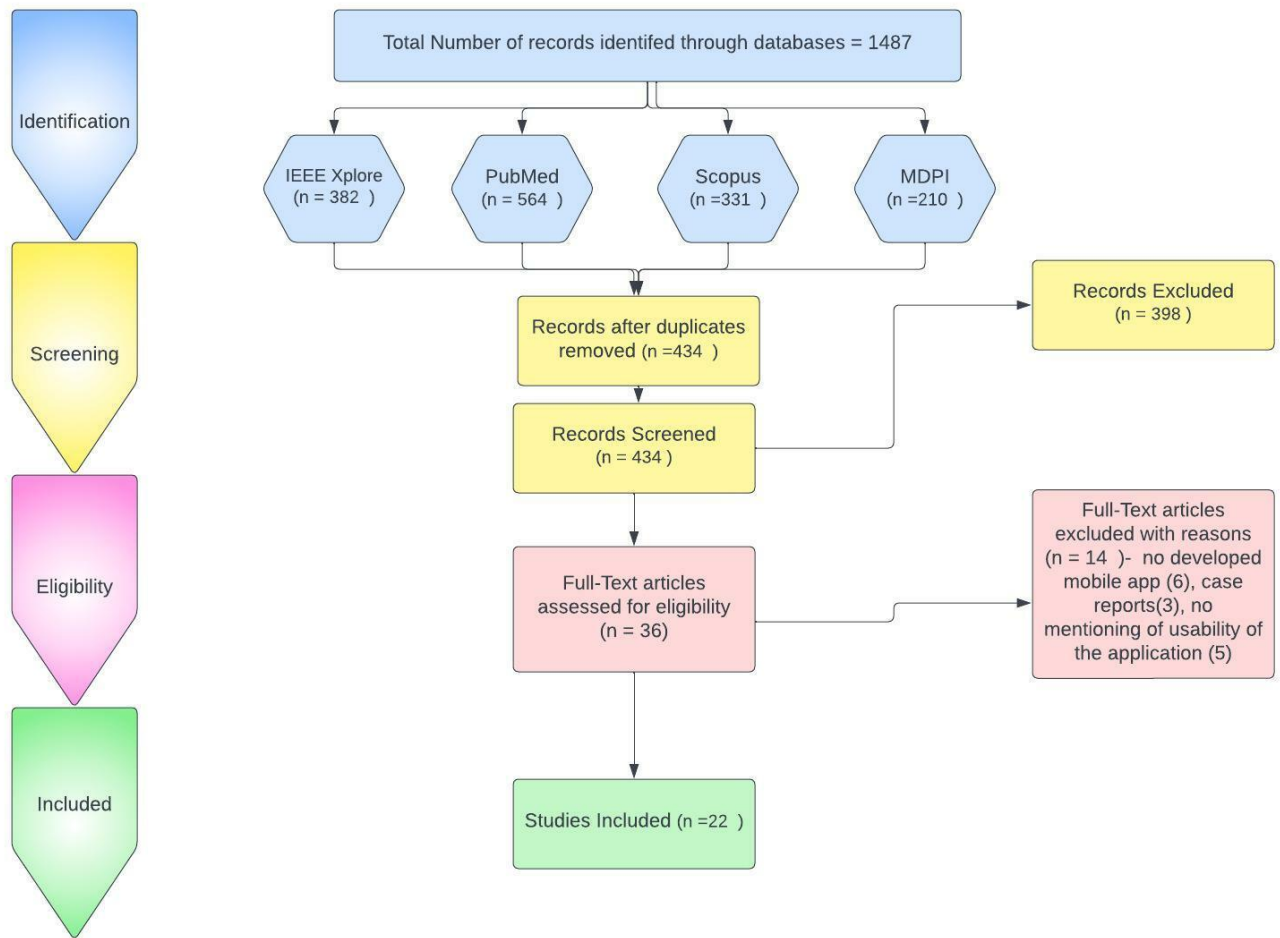 Total Number of records identifed through databases = 1487
Identification
IEEE Xplore
(n = 382  )
PubMed
(n = 564  )
Scopus
(n =331  )
MDPI
(n =210  )
Screening
Records after duplicates
removed (n =434  )
Records Excluded
(n = 398 )
Records Screened
(n = 434 )
Eligibility
Full-Text articles
assessed for eligibility
(n = 36)
Full-Text articles
excluded with reasons
(n = 14  )-  no developed
mobile app (6), case
reports(3), no
mentioning of usability of
the application (5)
Included
Studies Included (n =22  )